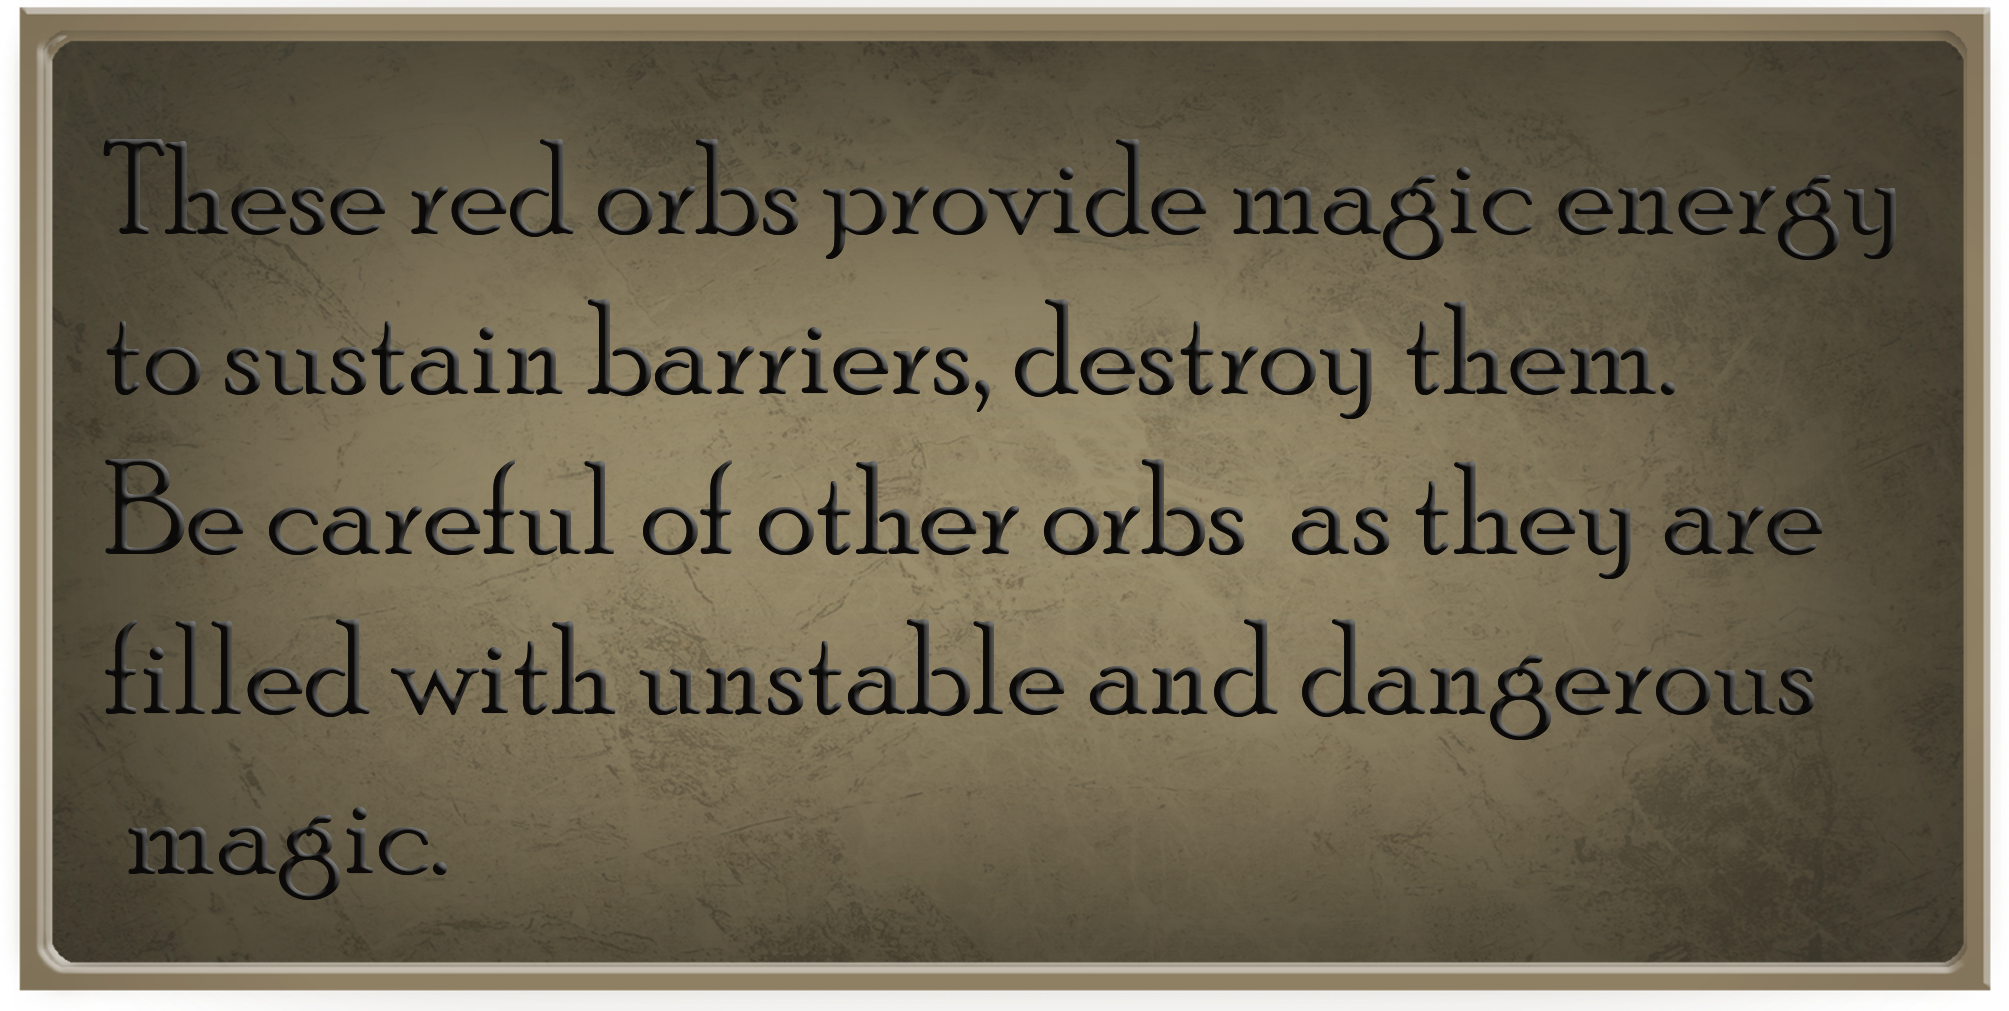 These red orbs provide magic energy
to sustain barriers, destroy them.
Be careful of other orbs  as they are
filled with unstable and dangerous
magic.